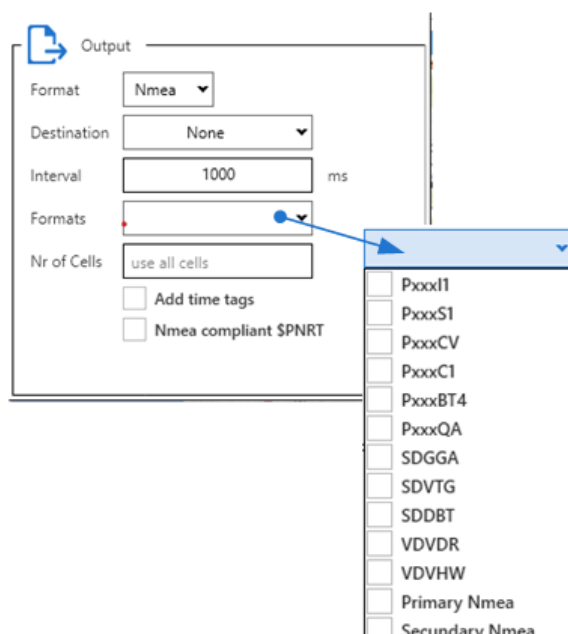 Output
Format Nmea
Destination None
Interval 1000 ms
Formats
Nr of Cells use all cells
Add time tags
Nmea compliant $PNRT
PxxxI1
PxxxS1
PxxxCV
PxxxC1
PxxxBT4
PxxxQA
SDGGA
SDVTG
SDDBT
VDVDR
VDVHW
Primary Nmea
Secundary Nmea